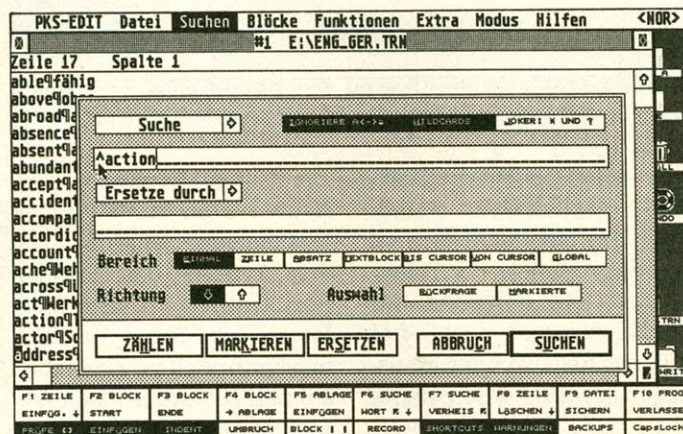 PKS-EDIT Datei Suchen Blöcke Funktionen Extra Modus Hilfen <NOR>
#1 E:\ENG_GER.TRN
Zeile 17 Spalte 1
able¶fähig
above¶obe
abroad¶a
absence¶
absent¶a
abundant
accept¶a
accident
accompan
accordic
account¶
ache¶Weh
across¶
act¶Werk
action¶T
actor¶Sc
address¶
Suche
IGNORIERE A<->a WILDCARDS JOKER: * UND ?
^action
Ersetze durch
Bereich EINMAL ZEILE ABSATZ TEXTBLOCK BIS CURSOR VON CURSOR GLOBAL
Richtung ⇩ ⇧ Auswahl RÜCKFRAGE MARKIERTE
ZÄHLEN MARKIEREN ERSETZEN ABBRUCH SUCHEN
TRN
WRIT
F1 ZEILE F2 BLOCK F3 BLOCK F4 BLOCK F5 ABLAGE F6 SUCHE F7 SUCHE F8 ZEILE F9 DATEI F10 PROG
EINFÜG. ↓ START ENDE → ABLAGE EINFÜGEN WORT VERWEIS LÖSCHEN ↓ SICHERN VERLASSE
PRÜFE () EINFÜGEN INDENT UMBRUCH BLOCK | | RECORD SHORTCUTS WARNUNGEN BACKUPS CapsLock